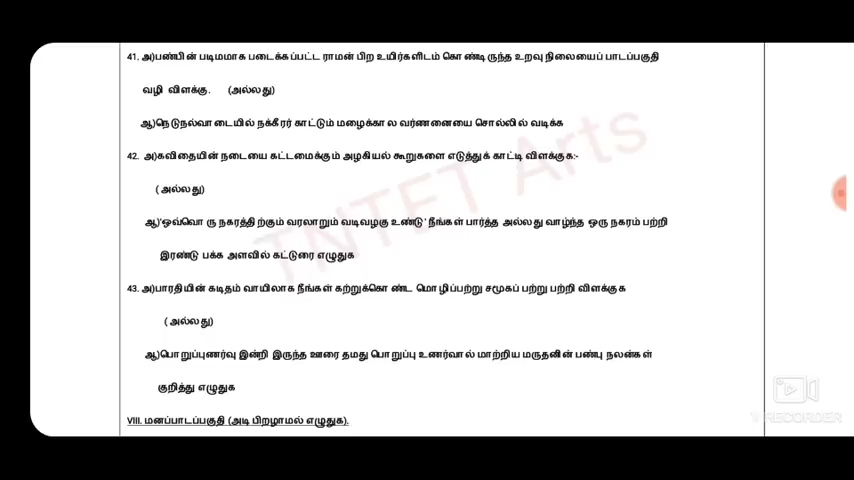 41. அ)பண்பின் படிமமாக படைக்கப்பட்ட ராமன் பிற உயிர்களிடம் கொண்டிருந்த உறவு நிலையைப் பாடப்பகுதி
வழி விளக்கு. (அல்லது)
ஆ)நெடுநல்வாடையில் நக்கீரர் காட்டும் மழைக்கால வர்ணனையை சொல்லில் வடிக்க
42. அ)கவிதையின் நடையை கட்டமைக்கும் அழகியல் கூறுகளை எடுத்துக் காட்டி விளக்குக:-
(அல்லது)
ஆ)'ஒவ்வொரு நகரத்திற்கும் வரலாறும் வடிவழகு உண்டு' நீங்கள் பார்த்த அல்லது வாழ்ந்த ஒரு நகரம் பற்றி
இரண்டு பக்க அளவில் கட்டுரை எழுதுக
43. அ)பாரதியின் கடிதம் வாயிலாக நீங்கள் கற்றுக்கொண்ட மொழிப்பற்று சமூகப் பற்று பற்றி விளக்குக
(அல்லது)
ஆ)பொறுப்புணர்வு இன்றி இருந்த ஊரை தமது பொறுப்பு உணர்வால் மாற்றிய மருதனின் பண்பு நலன்கள்
குறித்து எழுதுக
VIII. மனப்பாடப்பகுதி (அடி பிறழாமல் எழுதுக).
TNTET Arts
RECORDER